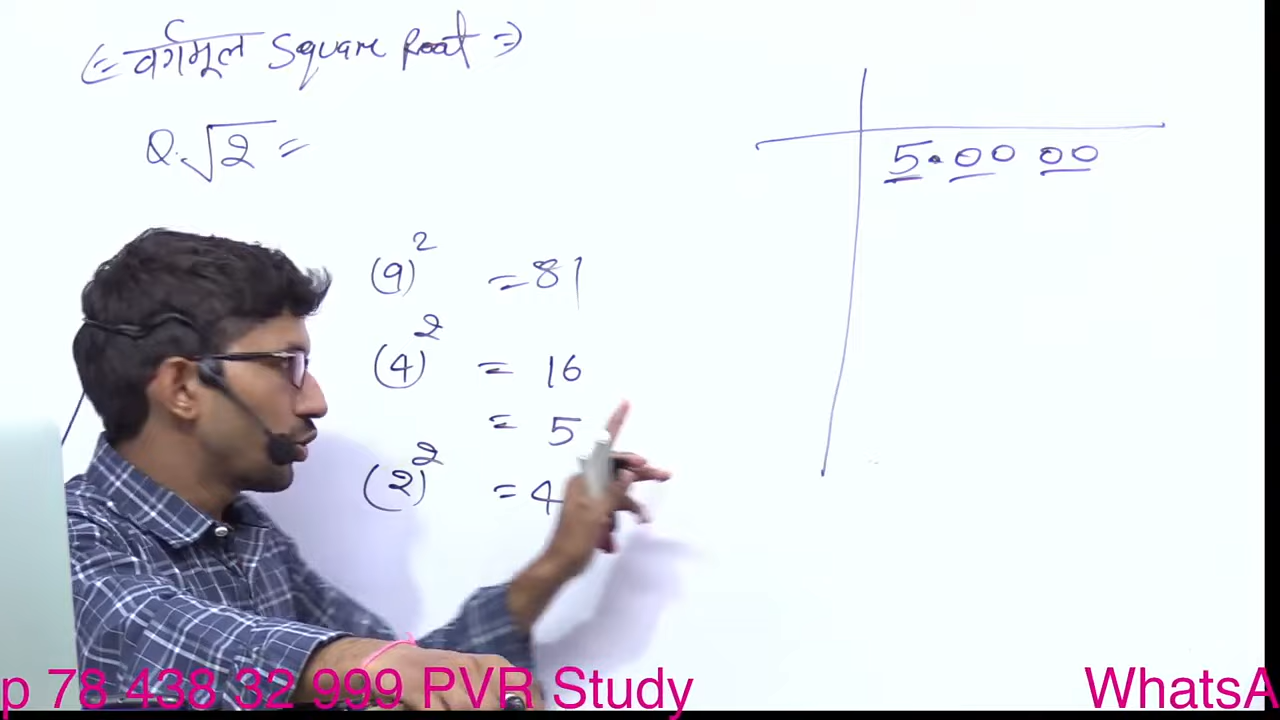 (= वर्गमूल Square Root =>
Q. √2 =
(9)² = 81
(4)² = 16
= 5
(2)² = 4
5.00 00
p 78 438 32 999 PVR Study WhatsA